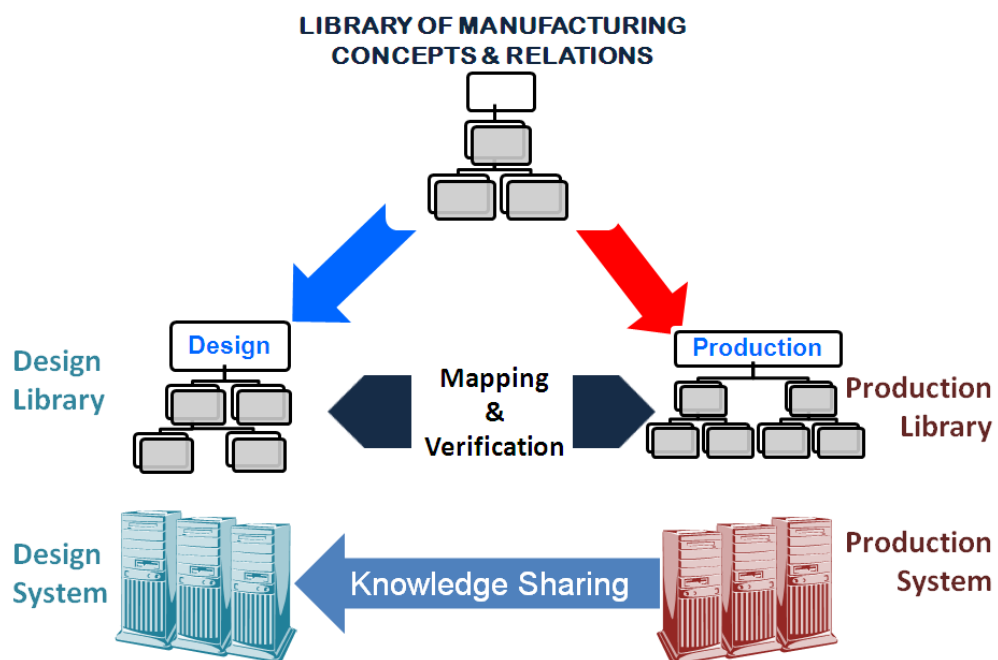 LIBRARY OF MANUFACTURING
CONCEPTS & RELATIONS
Design
Production
Design
Library
Mapping
&
Verification
Production
Library
Design
System
Knowledge Sharing
Production
System